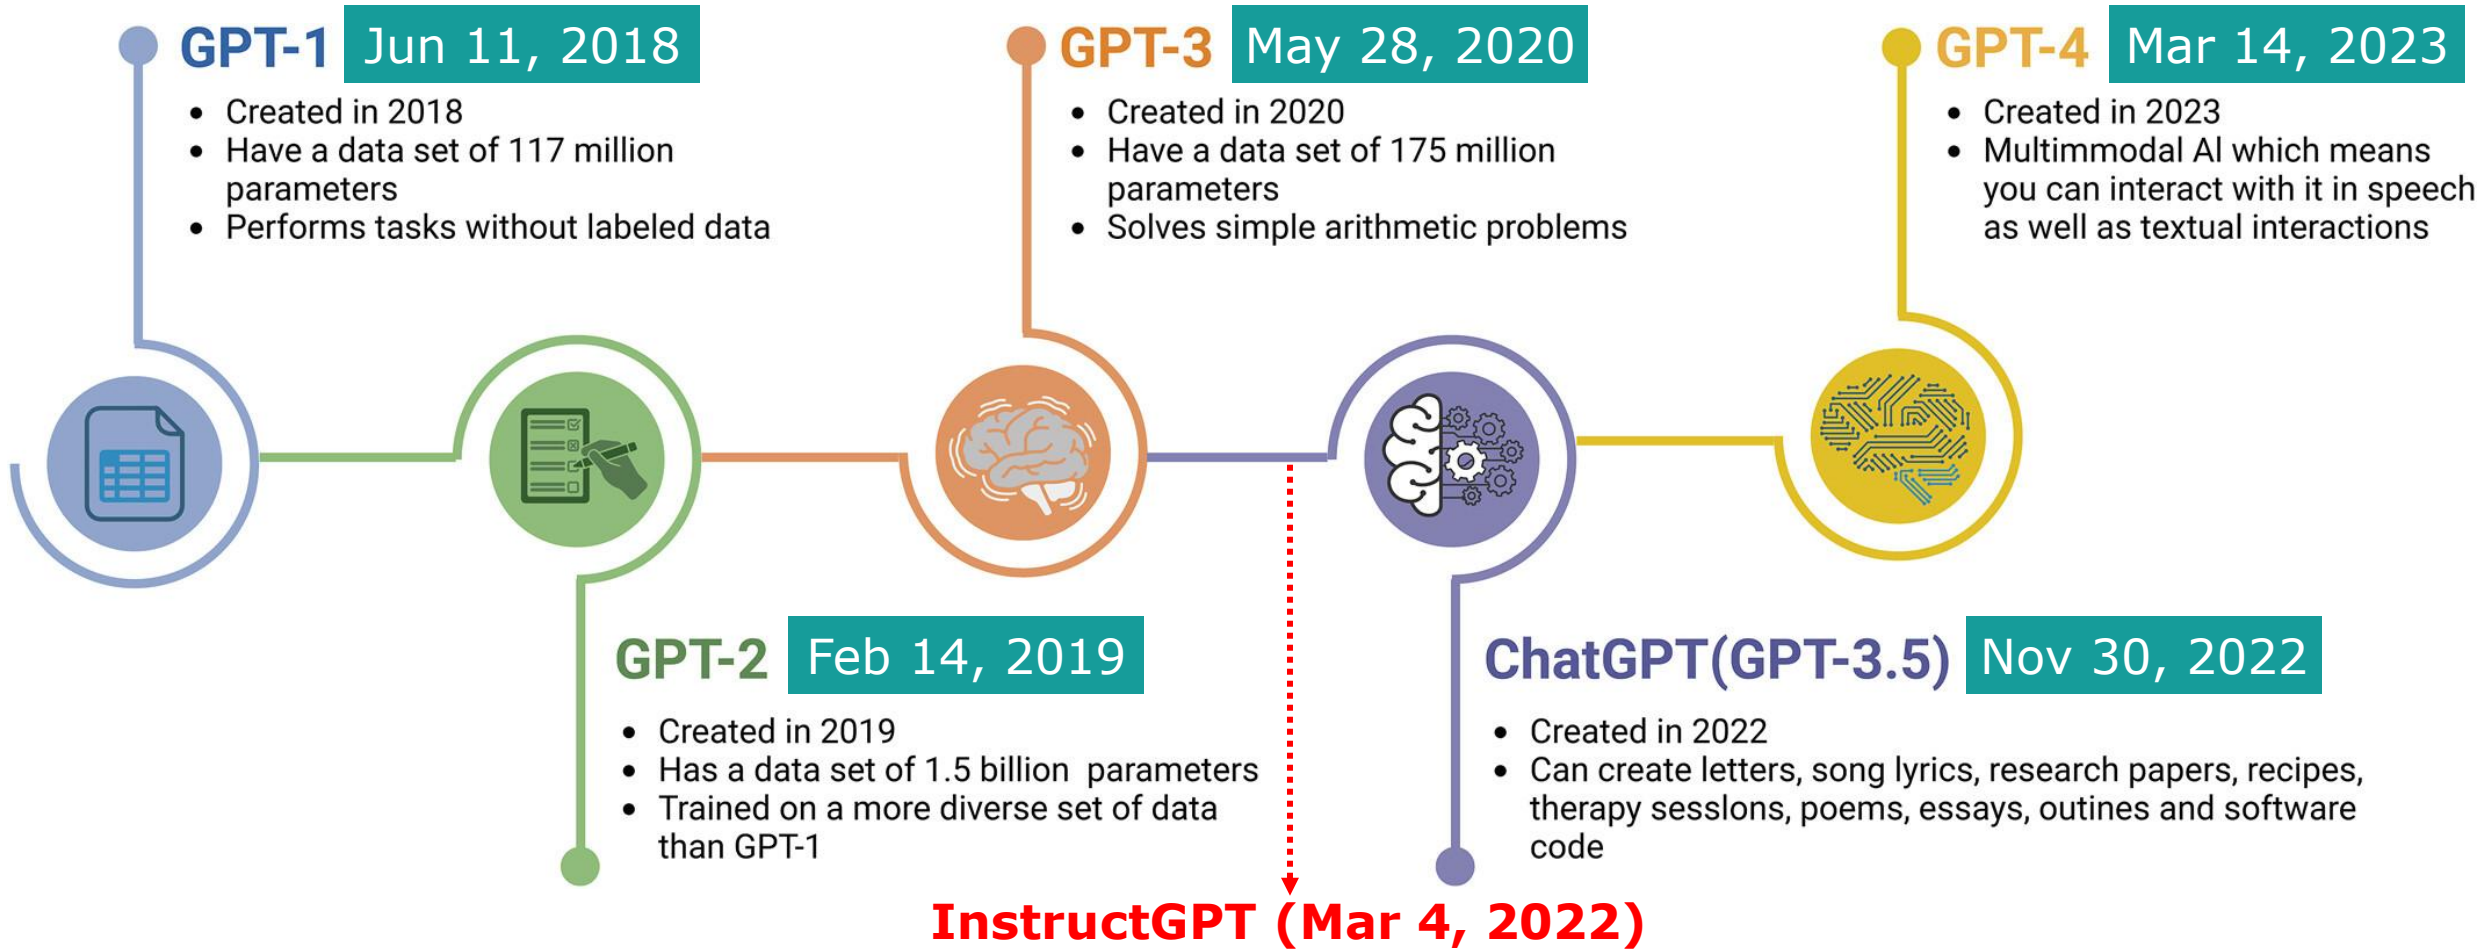 GPT-1 Jun 11, 2018
• Created in 2018
• Have a data set of 117 million
parameters
• Performs tasks without labeled data
GPT-3 May 28, 2020
• Created in 2020
• Have a data set of 175 million
parameters
• Solves simple arithmetic problems
GPT-4 Mar 14, 2023
• Created in 2023
• Multimmodal Al which means
you can interact with it in speech
as well as textual interactions
GPT-2 Feb 14, 2019
• Created in 2019
• Has a data set of 1.5 billion parameters
• Trained on a more diverse set of data
than GPT-1
ChatGPT(GPT-3.5) Nov 30, 2022
• Created in 2022
• Can create letters, song lyrics, research papers, recipes,
therapy sesslons, poems, essays, outines and software
code
InstructGPT (Mar 4, 2022)